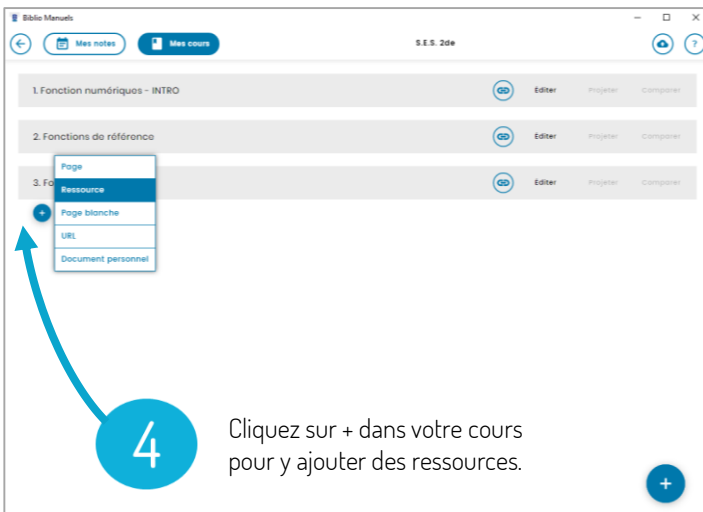 Biblio Manuels
Mes notes
Mes cours
S.E.S. 2de
?
1. Fonction numériques - INTRO
Editer
Projeter
Comparer
2. Fonctions de référence
Editer
Projeter
Comparer
3. Fo
Editer
Projeter
Comparer
Page
Ressource
Page blanche
URL
Document personnel
+
4
Cliquez sur + dans votre cours
pour y ajouter des ressources.
+